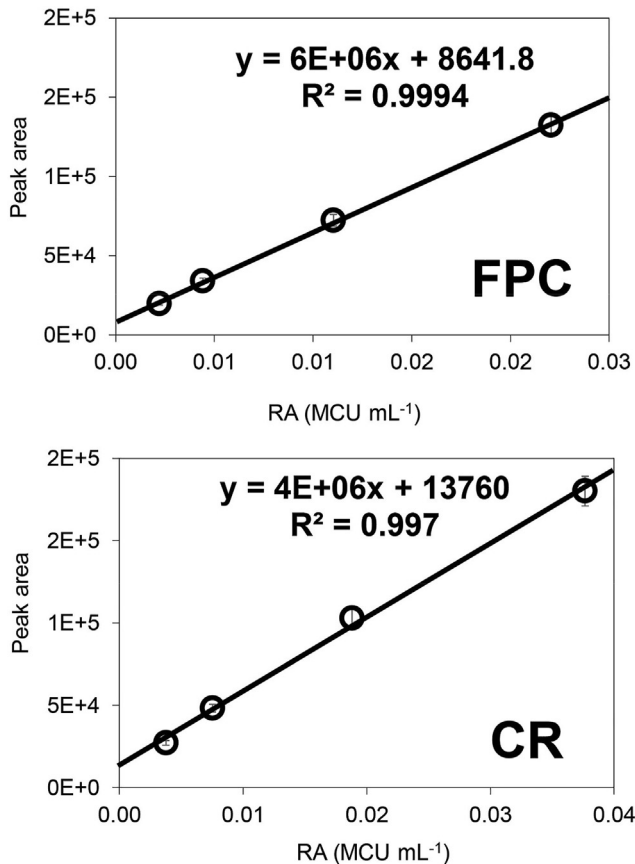 2E+5
y = 6E+06x + 8641.8
2E+5
R² = 0.9994
1E+5
Peak area
5E+4
FPC
0E+0
0.00 0.01 0.01 0.02 0.02 0.03
RA (MCU mL⁻¹)
2E+5
y = 4E+06x + 13760
R² = 0.997
2E+5
Peak area
1E+5
5E+4
CR
0E+0
0.00 0.01 0.02 0.03 0.04
RA (MCU mL⁻¹)